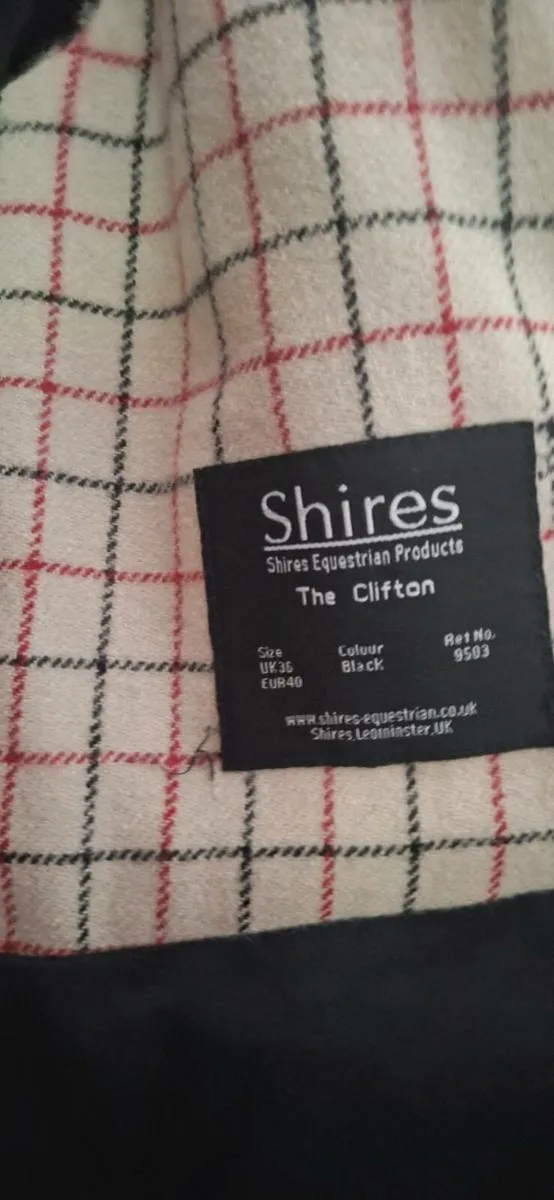 Shires
Shires Equestrian Products
The Clifton
Size Colour Ref No.
UK36 Black 9503
EUR40
www.shires-equestrian.co.uk
Shires, Leominster, UK